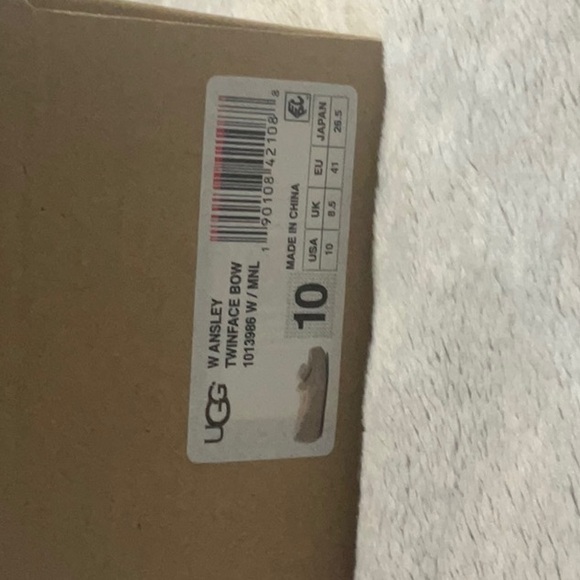 UGG
W ANSLEY
TWINFACE BOW
1013986 W / MNL
1 90108 42108 8
10
MADE IN CHINA
USA UK EU JAPAN
10 8.5 41 26.5